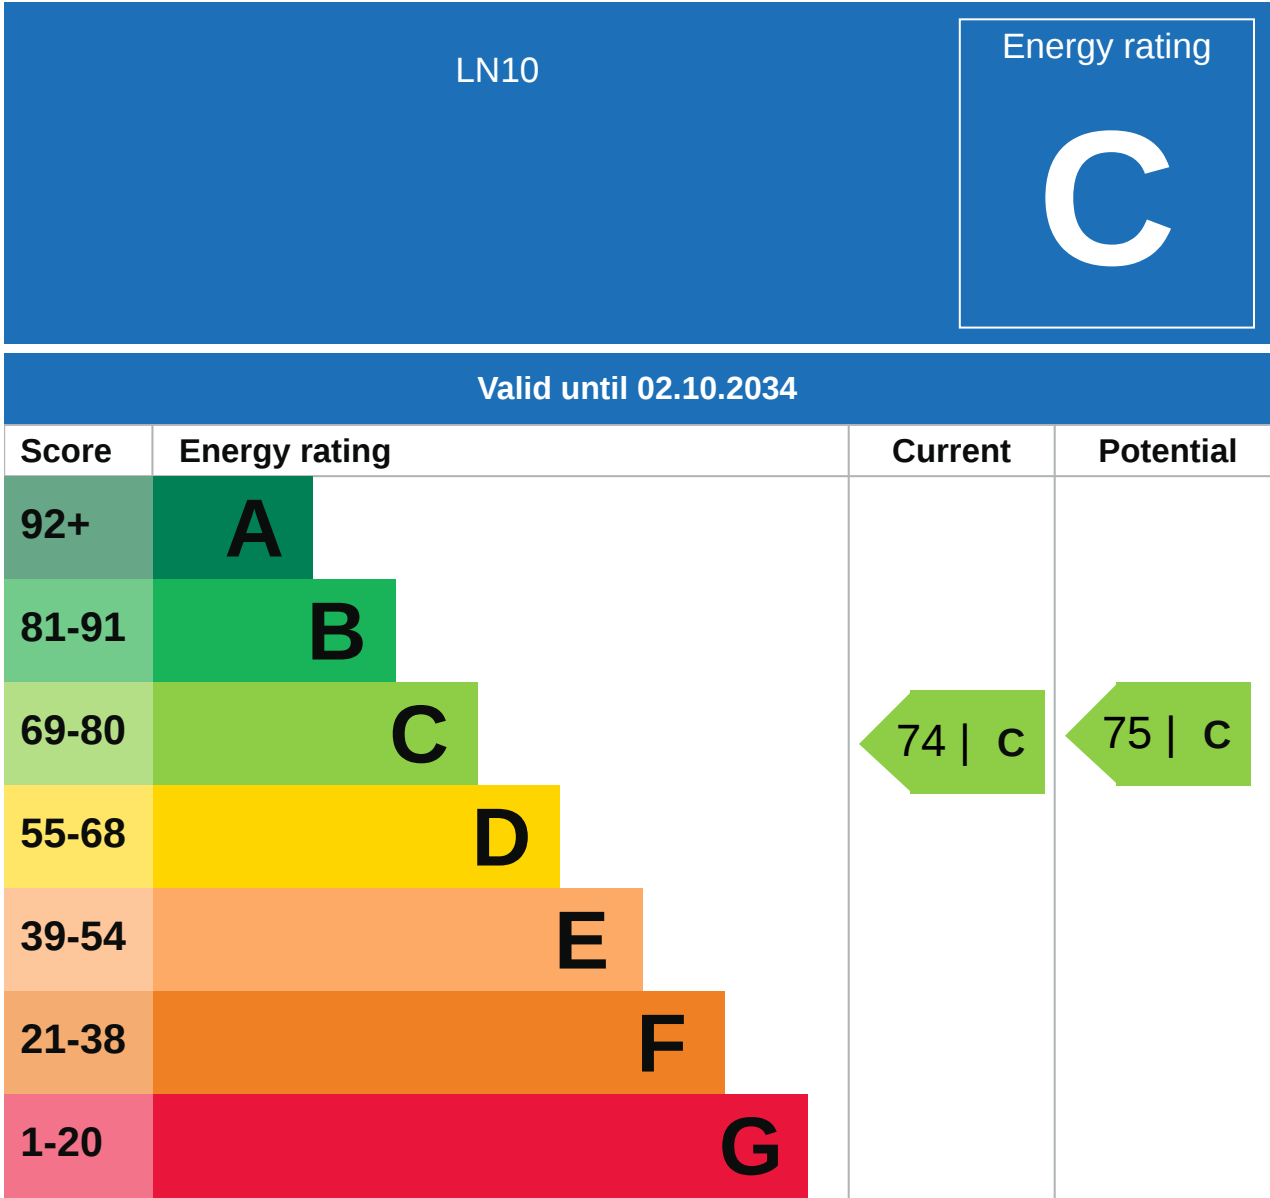 LN10
Energy rating
C
Valid until 02.10.2034
Score Energy rating Current Potential
92+ A
81-91 B
69-80 C 74 | C 75 | C
55-68 D
39-54 E
21-38 F
1-20 G